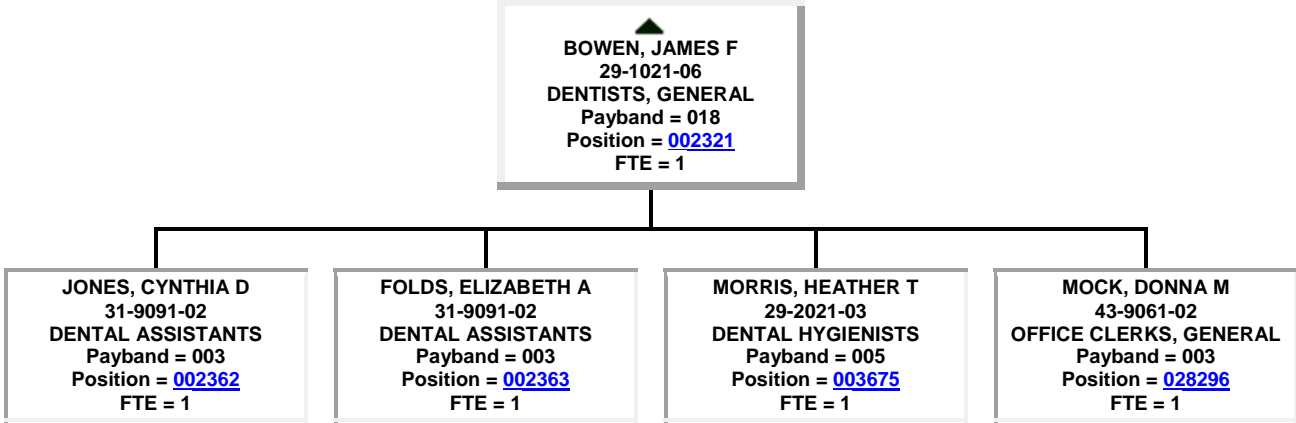 BOWEN, JAMES F
29-1021-06
DENTISTS, GENERAL
Payband = 018
Position = 002321
FTE = 1
JONES, CYNTHIA D
31-9091-02
DENTAL ASSISTANTS
Payband = 003
Position = 002362
FTE = 1
FOLDS, ELIZABETH A
31-9091-02
DENTAL ASSISTANTS
Payband = 003
Position = 002363
FTE = 1
MORRIS, HEATHER T
29-2021-03
DENTAL HYGIENISTS
Payband = 005
Position = 003675
FTE = 1
MOCK, DONNA M
43-9061-02
OFFICE CLERKS, GENERAL
Payband = 003
Position = 028296
FTE = 1